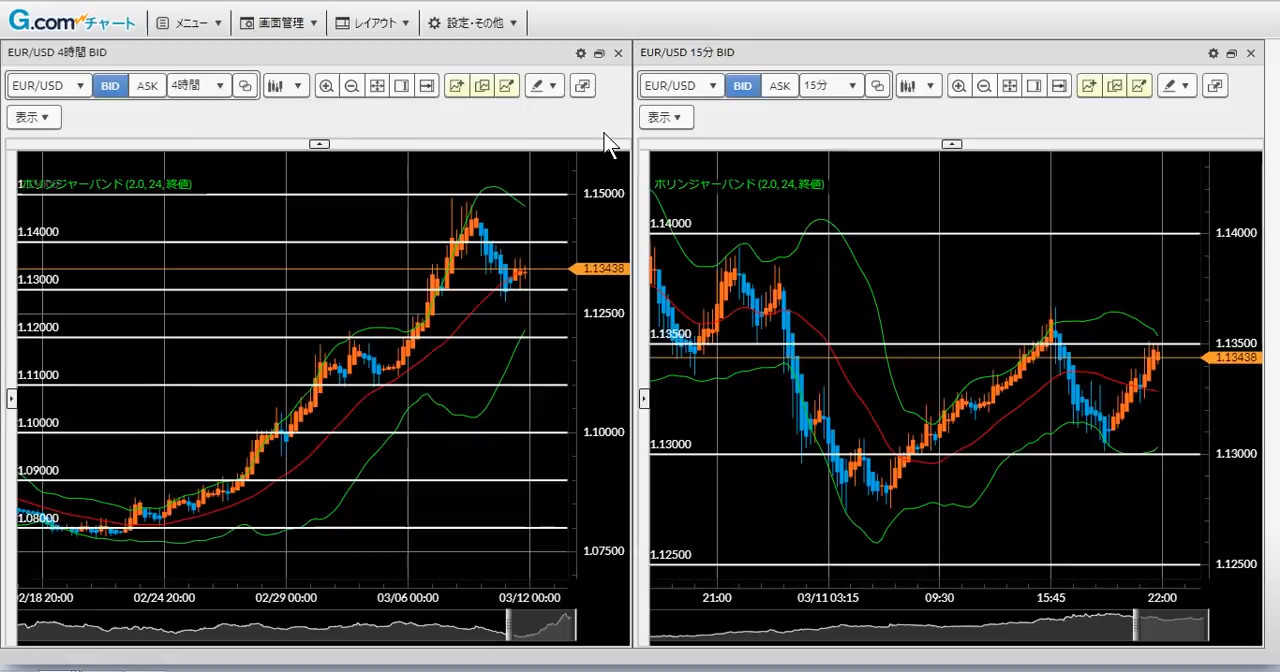 G.comチャート メニュー ▼ 画面管理 ▼ レイアウト ▼ 設定・その他 ▼
EUR/USD 4時間 BID
EUR/USD ▼ BID ASK 4時間 ▼
表示 ▼
ボリンジャーバンド (2.0, 24, 終値)
1.14000
1.13000
1.12000
1.11000
1.10000
1.09000
1.08000
1.15000
1.13438
1.12500
1.10000
1.07500
2/18 20:00 02/24 20:00 02/29 00:00 03/06 00:00 03/12 00:00
EUR/USD 15分 BID
EUR/USD ▼ BID ASK 15分 ▼
表示 ▼
ボリンジャーバンド (2.0, 24, 終値)
1.14000
1.13500
1.13000
1.12500
1.14000
1.13500
1.13438
1.13000
1.12500
21:00 03/11 03:15 09:30 15:45 22:00